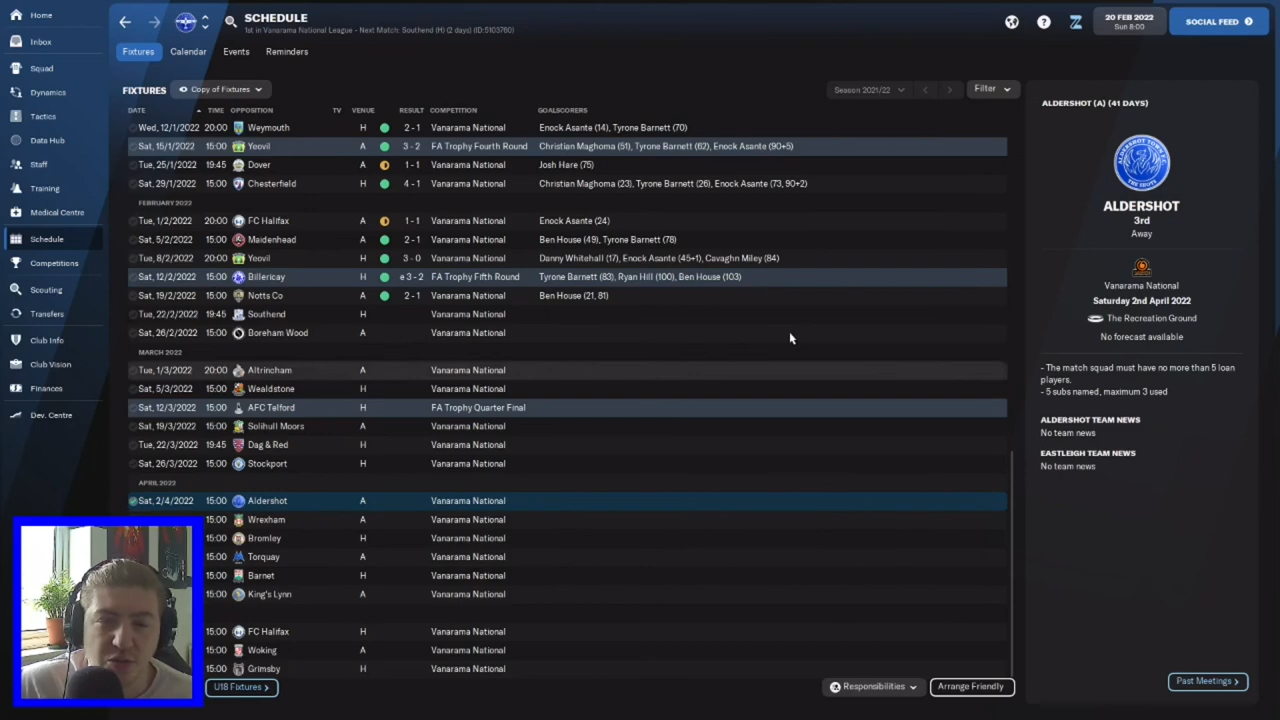 Home
Inbox
Squad
Dynamics
Tactics
Data Hub
Staff
Training
Medical Centre
Schedule
Competitions
Scouting
Transfers
Club Info
Club Vision
Finances
Dev. Centre
SCHEDULE
1st in Vanarama National League - Next Match: Southend (H) (2 days) (ID:5103760)
20 FEB 2022
Sun 8:00
SOCIAL FEED
Fixtures Calendar Events Reminders
FIXTURES Copy of Fixtures Season 2021/22 Filter
DATE TIME OPPOSITION TV VENUE RESULT COMPETITION GOALSCORERS
Wed, 12/1/2022 20:00 Weymouth H 2 - 1 Vanarama National Enock Asante (14), Tyrone Barnett (70)
Sat, 15/1/2022 15:00 Yeovil A 3 - 2 FA Trophy Fourth Round Christian Maghoma (51), Tyrone Barnett (62), Enock Asante (90+5)
Tue, 25/1/2022 19:45 Dover A 1 - 1 Vanarama National Josh Hare (75)
Sat, 29/1/2022 15:00 Chesterfield H 4 - 1 Vanarama National Christian Maghoma (23), Tyrone Barnett (26), Enock Asante (73, 90+2)
FEBRUARY 2022
Tue, 1/2/2022 20:00 FC Halifax A 1 - 1 Vanarama National Enock Asante (24)
Sat, 5/2/2022 15:00 Maidenhead A 2 - 1 Vanarama National Ben House (49), Tyrone Barnett (78)
Tue, 8/2/2022 20:00 Yeovil H 3 - 0 Vanarama National Danny Whitehall (17), Enock Asante (45+1), Cavaghn Miley (84)
Sat, 12/2/2022 15:00 Billericay H e 3 - 2 FA Trophy Fifth Round Tyrone Barnett (83), Ryan Hill (100), Ben House (103)
Sat, 19/2/2022 15:00 Notts Co A 2 - 1 Vanarama National Ben House (21, 81)
Tue, 22/2/2022 19:45 Southend H Vanarama National
Sat, 26/2/2022 15:00 Boreham Wood A Vanarama National
MARCH 2022
Tue, 1/3/2022 20:00 Altrincham A Vanarama National
Sat, 5/3/2022 15:00 Wealdstone H Vanarama National
Sat, 12/3/2022 15:00 AFC Telford H FA Trophy Quarter Final
Sat, 19/3/2022 15:00 Solihull Moors A Vanarama National
Tue, 22/3/2022 19:45 Dag & Red H Vanarama National
Sat, 26/3/2022 15:00 Stockport H Vanarama National
APRIL 2022
Sat, 2/4/2022 15:00 Aldershot A Vanarama National
15:00 Wrexham A Vanarama National
15:00 Bromley H Vanarama National
15:00 Torquay A Vanarama National
15:00 Barnet H Vanarama National
15:00 King's Lynn A Vanarama National
15:00 FC Halifax H Vanarama National
15:00 Woking A Vanarama National
15:00 Grimsby H Vanarama National
U18 Fixtures Responsibilities Arrange Friendly
ALDERSHOT (A) (41 DAYS)
ALDERSHOT
3rd
Away
Vanarama National
Saturday 2nd April 2022
The Recreation Ground
No forecast available
- The match squad must have no more than 5 loan
players.
- 5 subs named, maximum 3 used
ALDERSHOT TEAM NEWS
No team news
EASTLEIGH TEAM NEWS
No team news
Past Meetings